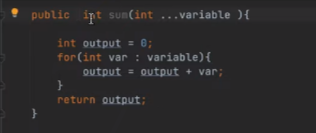 public int sum(int ...variable ){
int output = 0;
for(int var : variable){
output = output + var;
}
return output;
}